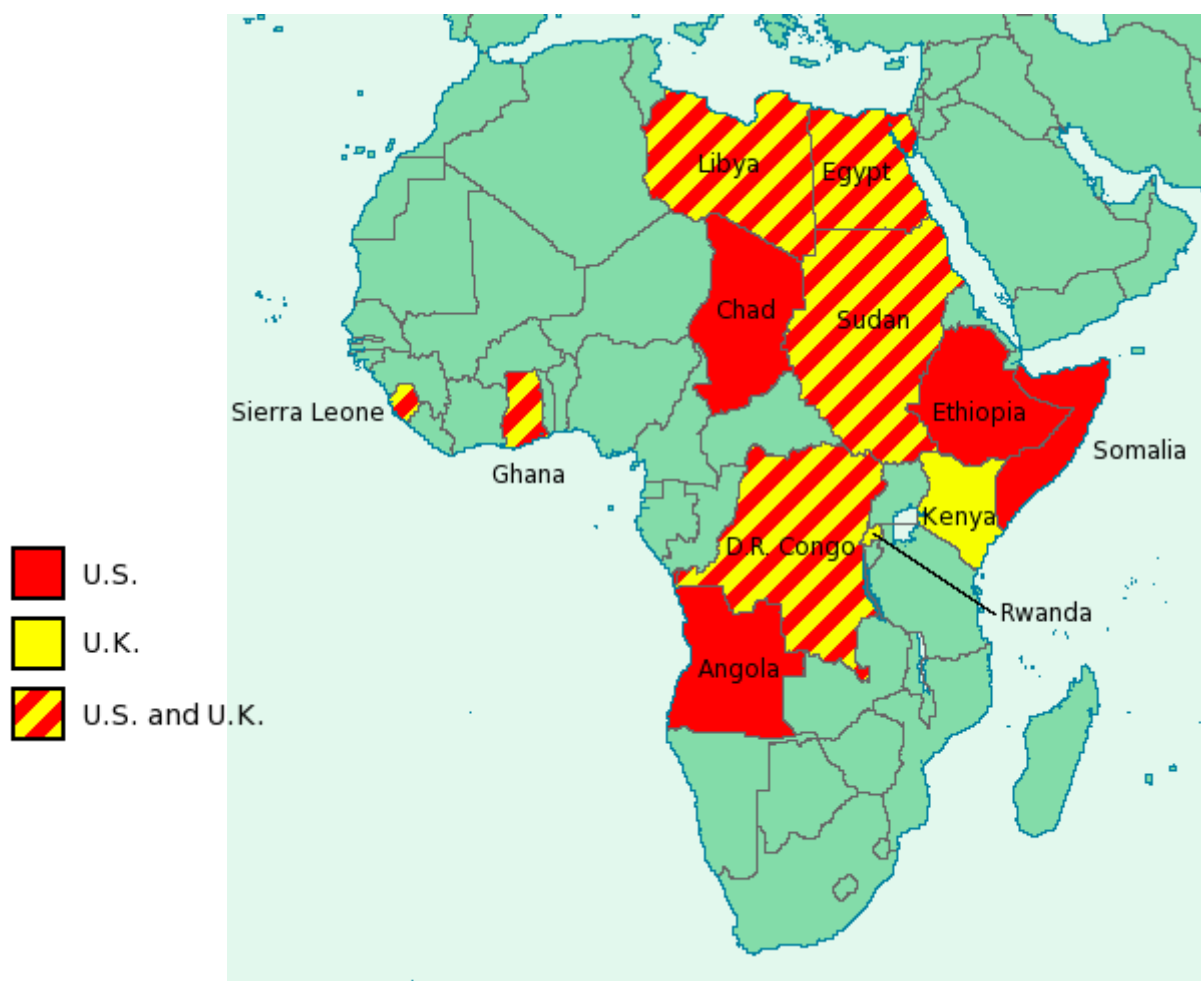 Libya
Egypt
Chad
Sudan
Sierra Leone
Ethiopia
Somalia
Ghana
Kenya
D.R. Congo
Rwanda
Angola
U.S.
U.K.
U.S. and U.K.